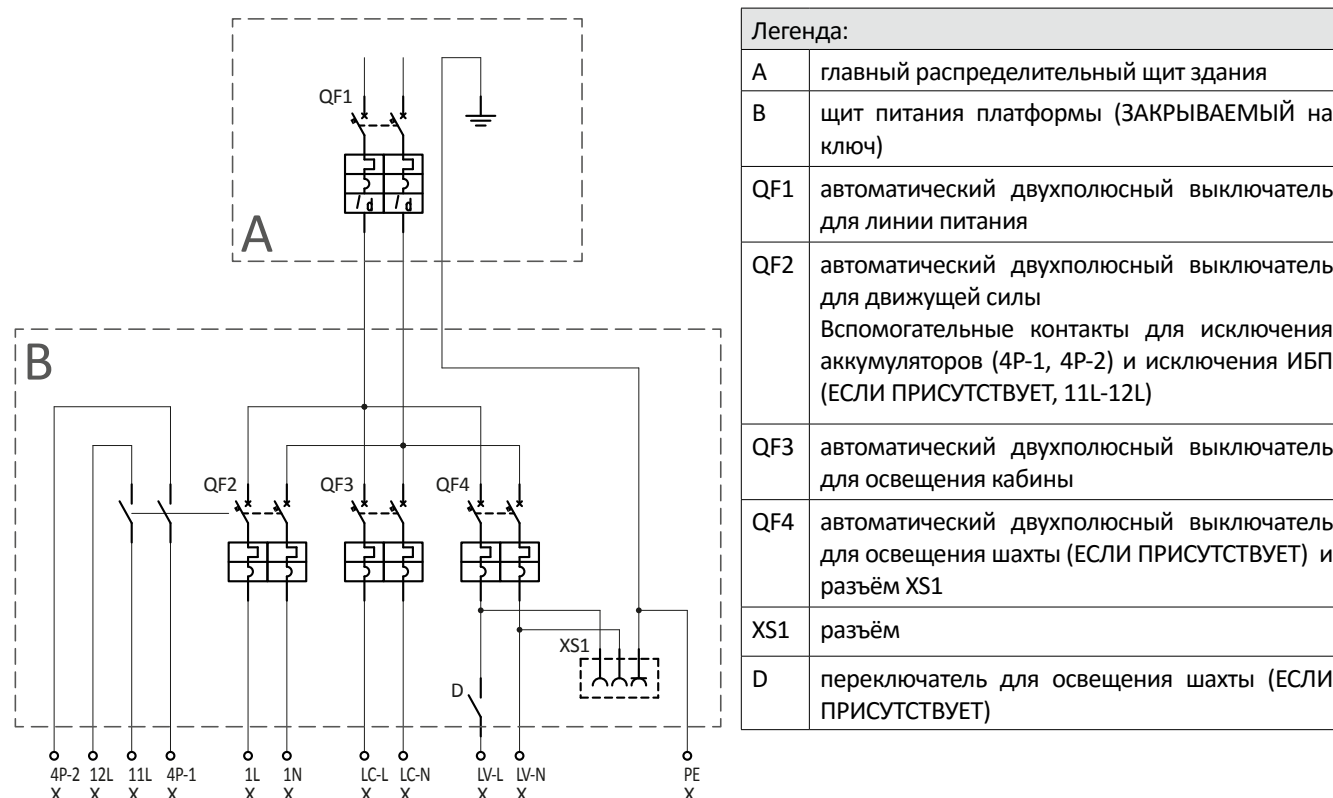 QF1
A
B
QF2
QF3
QF4
XS1
D
4P-2 12L 11L 4P-1 1L 1N LC-L LC-N LV-L LV-N PE
X X X X X X X X X X X
I d I d
Легенда:
A главный распределительный щит здания
B щит питания платформы (ЗАКРЫВАЕМЫЙ на
ключ)
QF1 автоматический двухполюсный выключатель
для линии питания
QF2 автоматический двухполюсный выключатель
для движущей силы
Вспомогательные контакты для исключения
аккумуляторов (4P-1, 4P-2) и исключения ИБП
(ЕСЛИ ПРИСУТСТВУЕТ, 11L-12L)
QF3 автоматический двухполюсный выключатель
для освещения кабины
QF4 автоматический двухполюсный выключатель
для освещения шахты (ЕСЛИ ПРИСУТСТВУЕТ) и
разъём XS1
XS1 разъём
D переключатель для освещения шахты (ЕСЛИ
ПРИСУТСТВУЕТ)